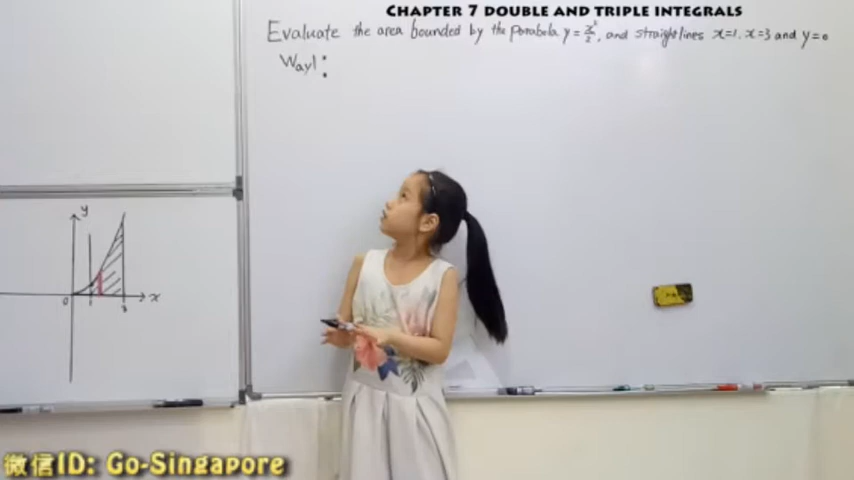 CHAPTER 7 DOUBLE AND TRIPLE INTEGRALS
Evaluate the area bounded by the parabola y = x²/2, and straight lines x=1, x=3 and y=0
Way1:
y
0 1 3 x
微信ID: Go-Singapore